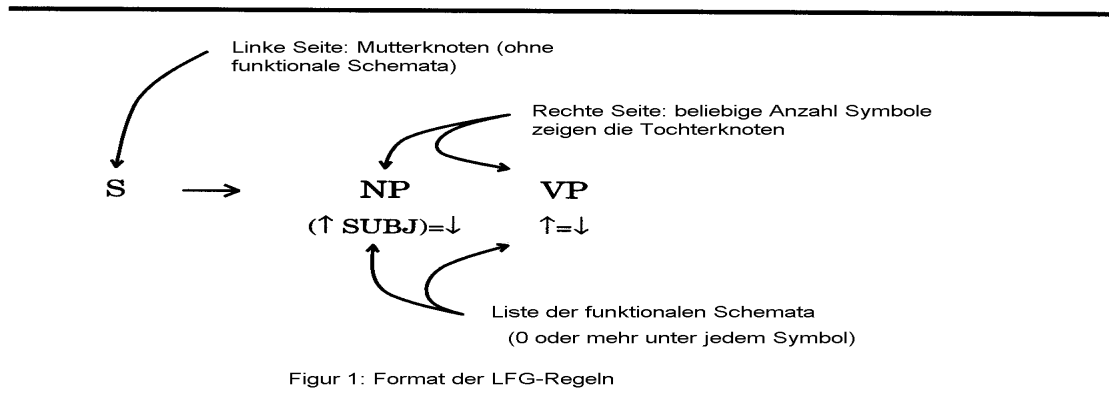 Linke Seite: Mutterknoten (ohne
funktionale Schemata)
Rechte Seite: beliebige Anzahl Symbole
zeigen die Tochterknoten
S → NP VP
(↑ SUBJ)=↓ ↑=↓
Liste der funktionalen Schemata
(0 oder mehr unter jedem Symbol)
Figur 1: Format der LFG-Regeln